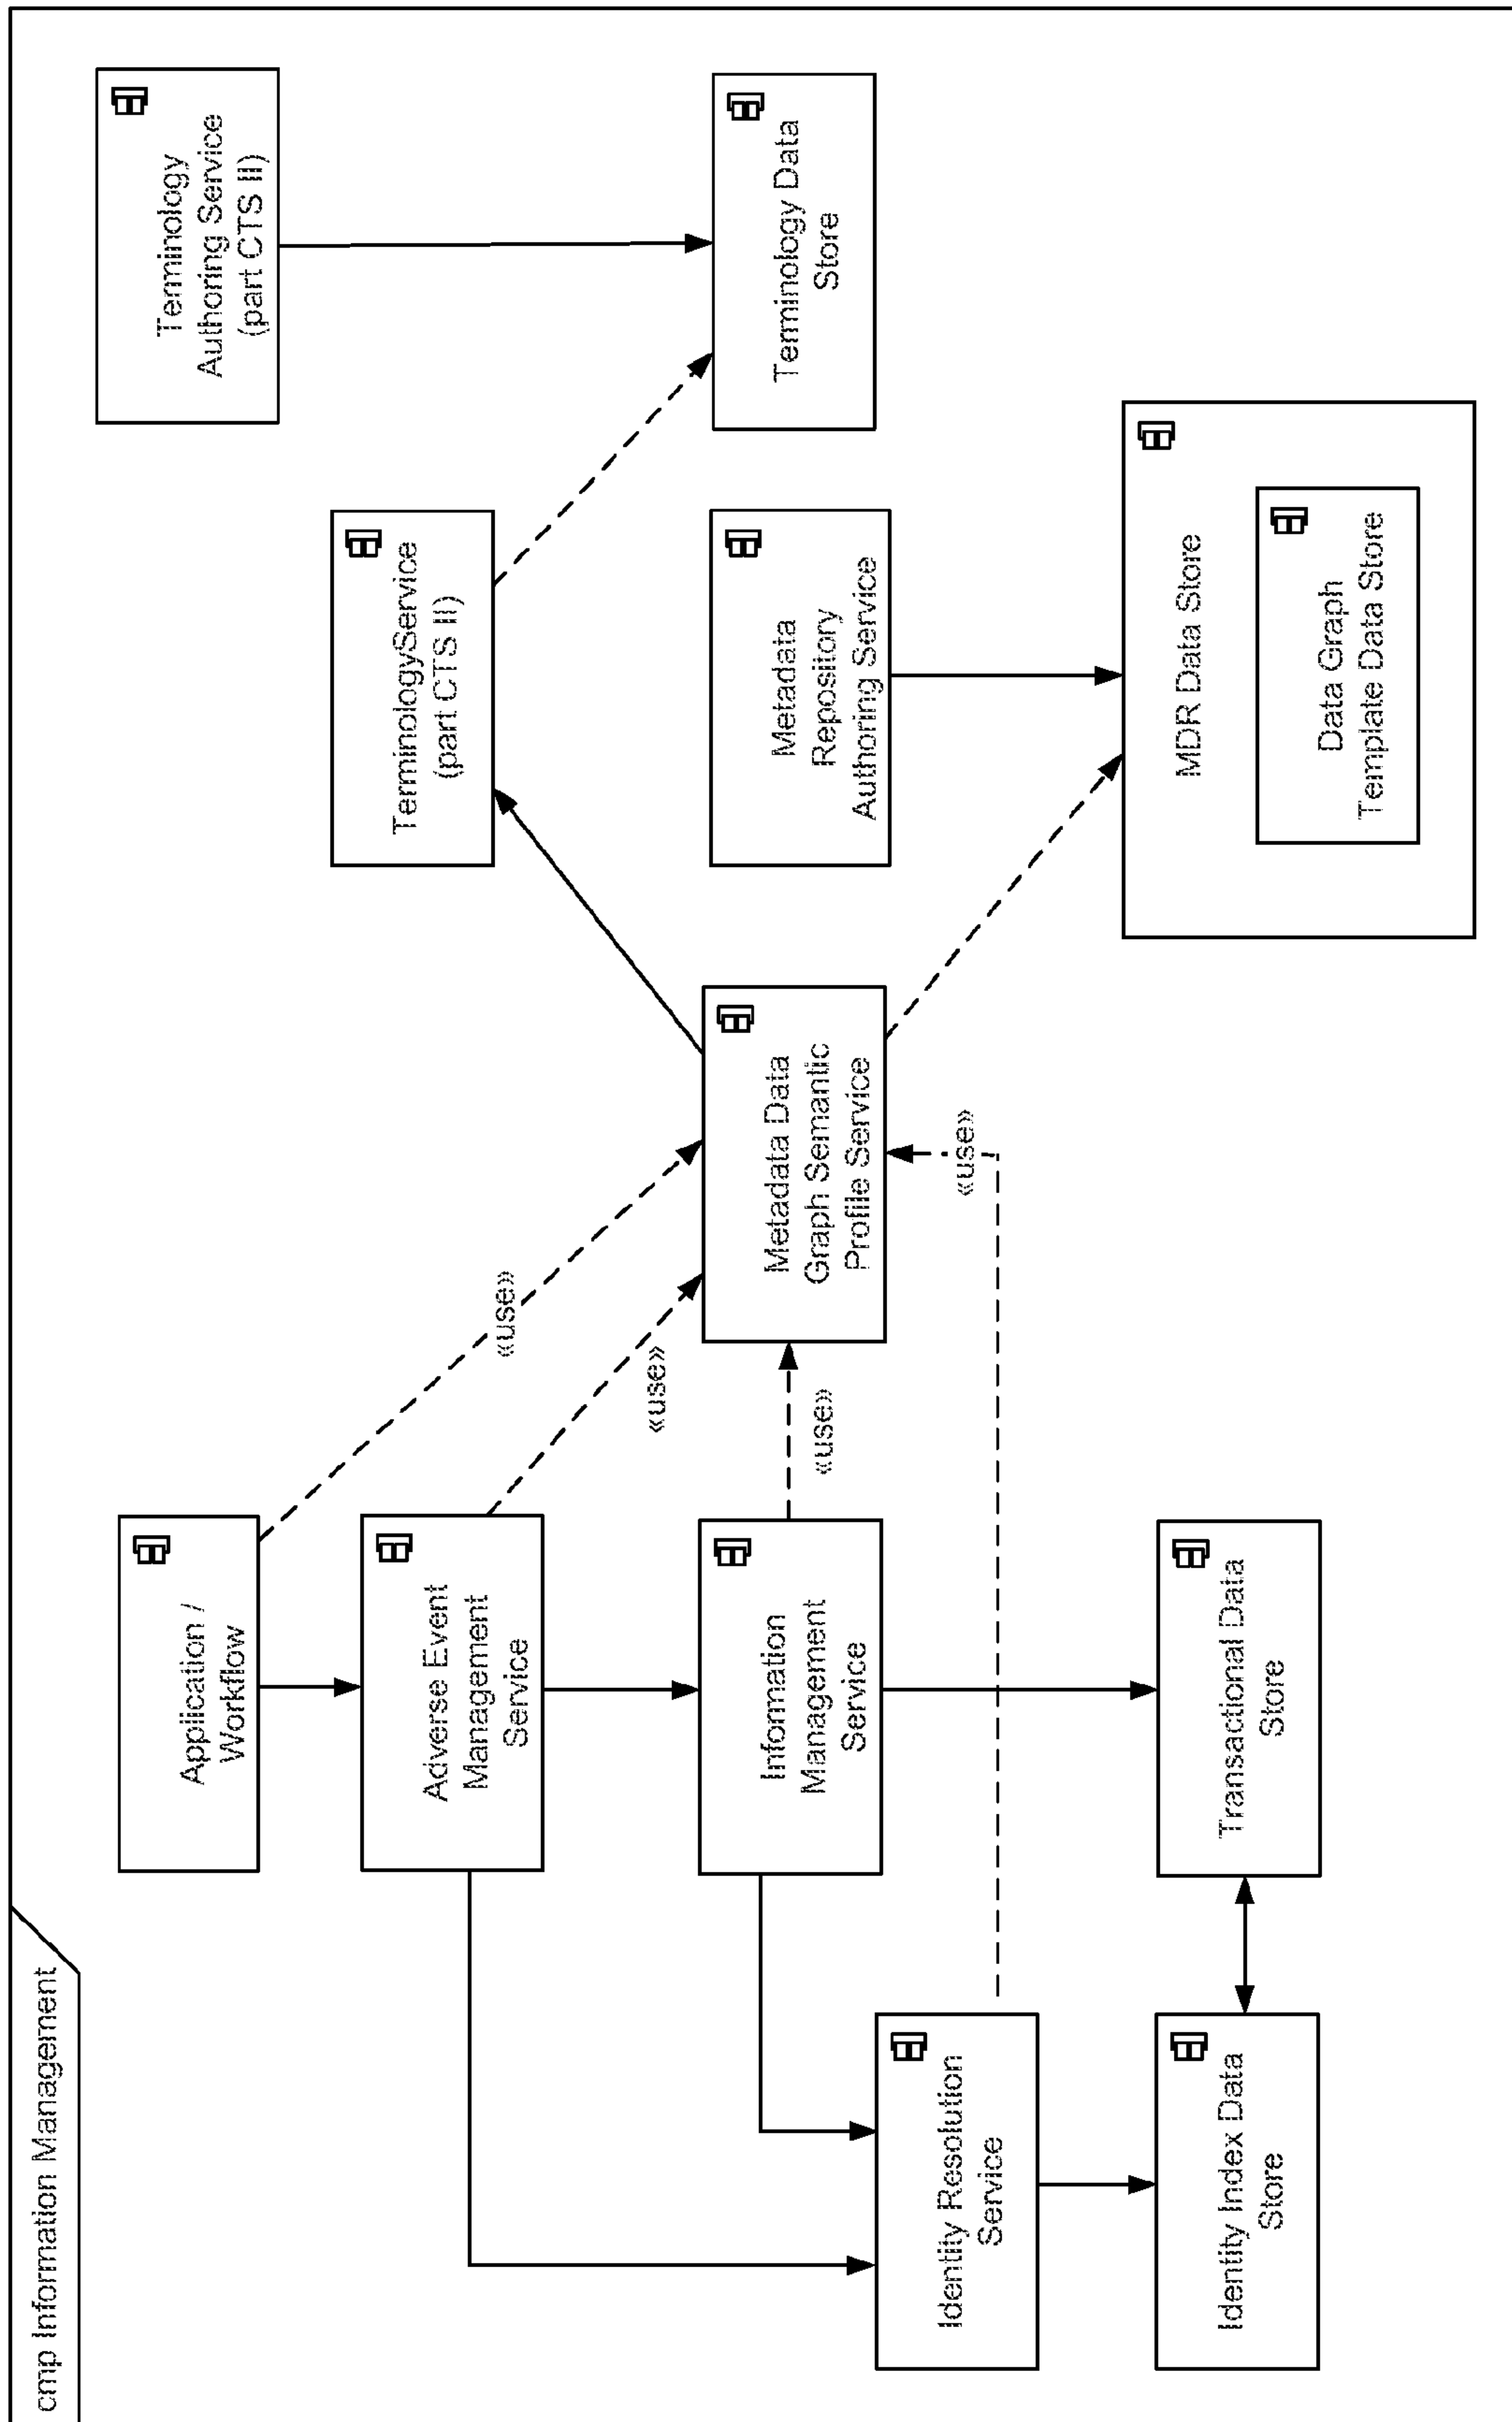 cmp Information Management
Application /
Workflow
Terminology
Authoring Service
(part CTS II)
TerminologyService
(part CTS II)
Adverse Event
Management
Service
«use»
«use»
Information
Management
Service
«use»
Metadata Data
Graph Semantic
Profile Service
Metadata
Repository
Authoring Service
Terminology Data
Store
Identity Resolution
Service
«use»
Identity Index Data
Store
Transactional Data
Store
MDR Data Store
Data Graph
Template Data Store